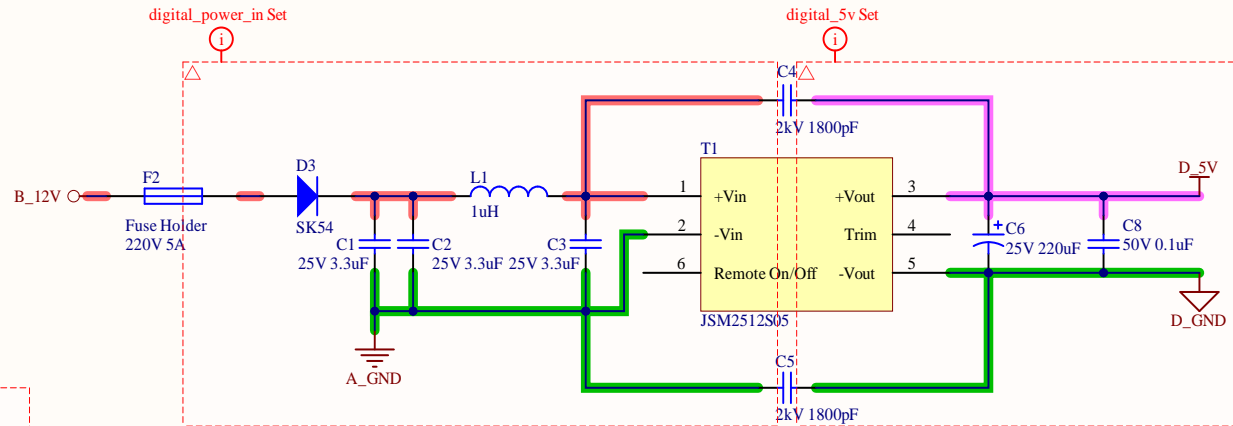 digital_power_in Set
digital_5v Set
i
i
C4
2kV 1800pF
T1
D_5V
B_12V
F2
D3
L1
1
+Vin
+Vout
3
Fuse Holder
220V 5A
SK54
1uH
2
-Vin
Trim
4
+
C6
25V 220uF
C8
50V 0.1uF
C1
25V 3.3uF
C2
25V 3.3uF
C3
25V 3.3uF
6
Remote On/Off
-Vout
5
JSM2512S05
D_GND
A_GND
C5
2kV 1800pF